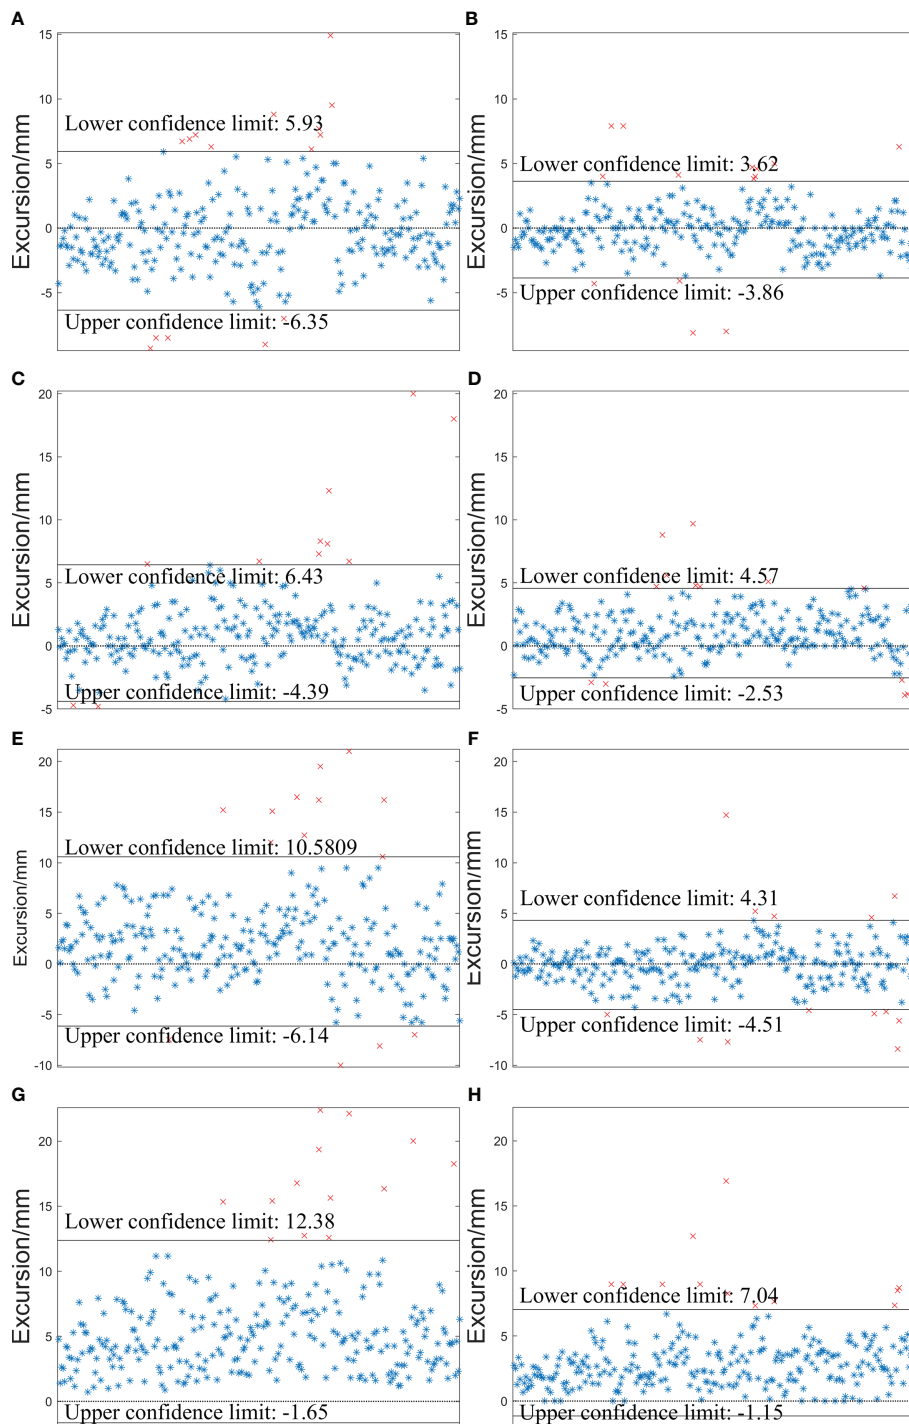 A
15
10
5
0
-5
Excursion/mm
Lower confidence limit: 5.93
Upper confidence limit: -6.35
B
15
10
5
0
-5
Excursion/mm
Lower confidence limit: 3.62
Upper confidence limit: -3.86
C
20
15
10
5
0
-5
Excursion/mm
Lower confidence limit: 6.43
Upper confidence limit: -4.39
D
20
15
10
5
0
-5
Excursion/mm
Lower confidence limit: 4.57
Upper confidence limit: -2.53
E
20
15
10
5
0
-5
-10
Excursion/mm
Lower confidence limit: 10.5809
Upper confidence limit: -6.14
F
20
15
10
5
0
-5
-10
Excursion/mm
Lower confidence limit: 4.31
Upper confidence limit: -4.51
G
20
15
10
5
0
Excursion/mm
Lower confidence limit: 12.38
Upper confidence limit: -1.65
H
20
15
10
5
0
Excursion/mm
Lower confidence limit: 7.04
Upper confidence limit: -1.15